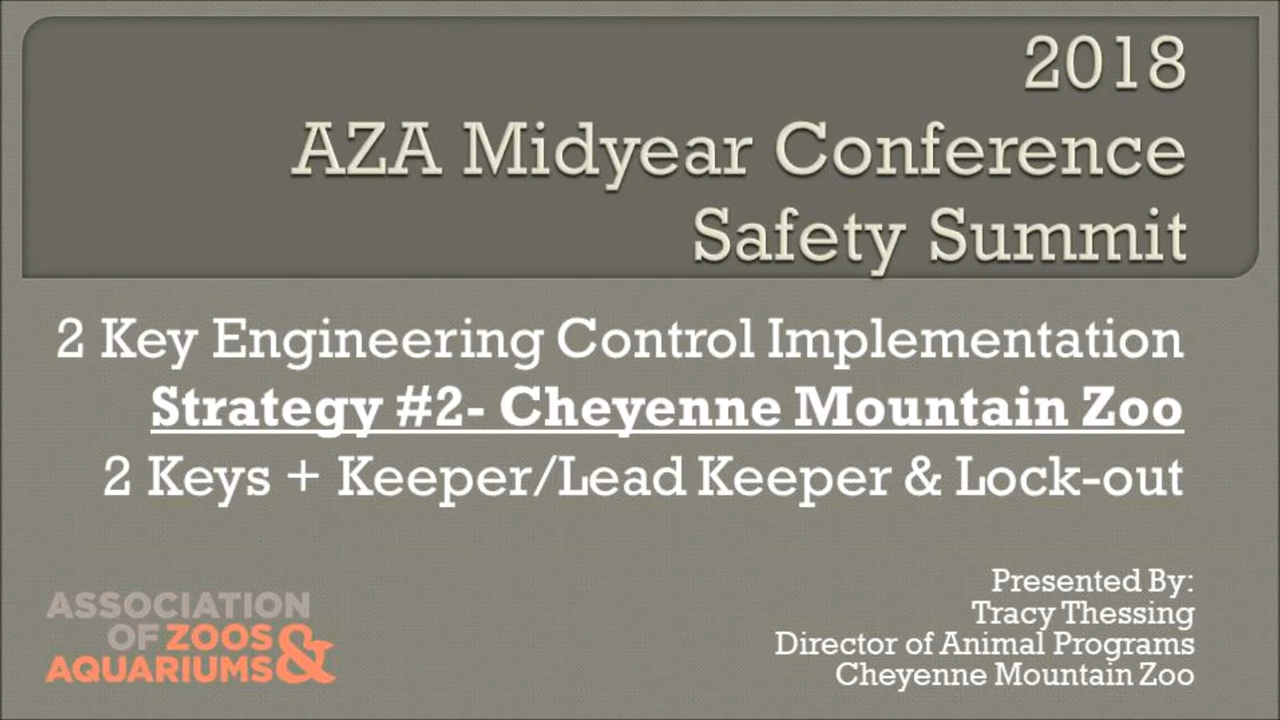 2018
AZA Midyear Conference
Safety Summit
2 Key Engineering Control Implementation
Strategy #2- Cheyenne Mountain Zoo
2 Keys + Keeper/Lead Keeper & Lock-out
Presented By:
Tracy Thessing
Director of Animal Programs
Cheyenne Mountain Zoo
ASSOCIATION
OF ZOOS &
AQUARIUMS